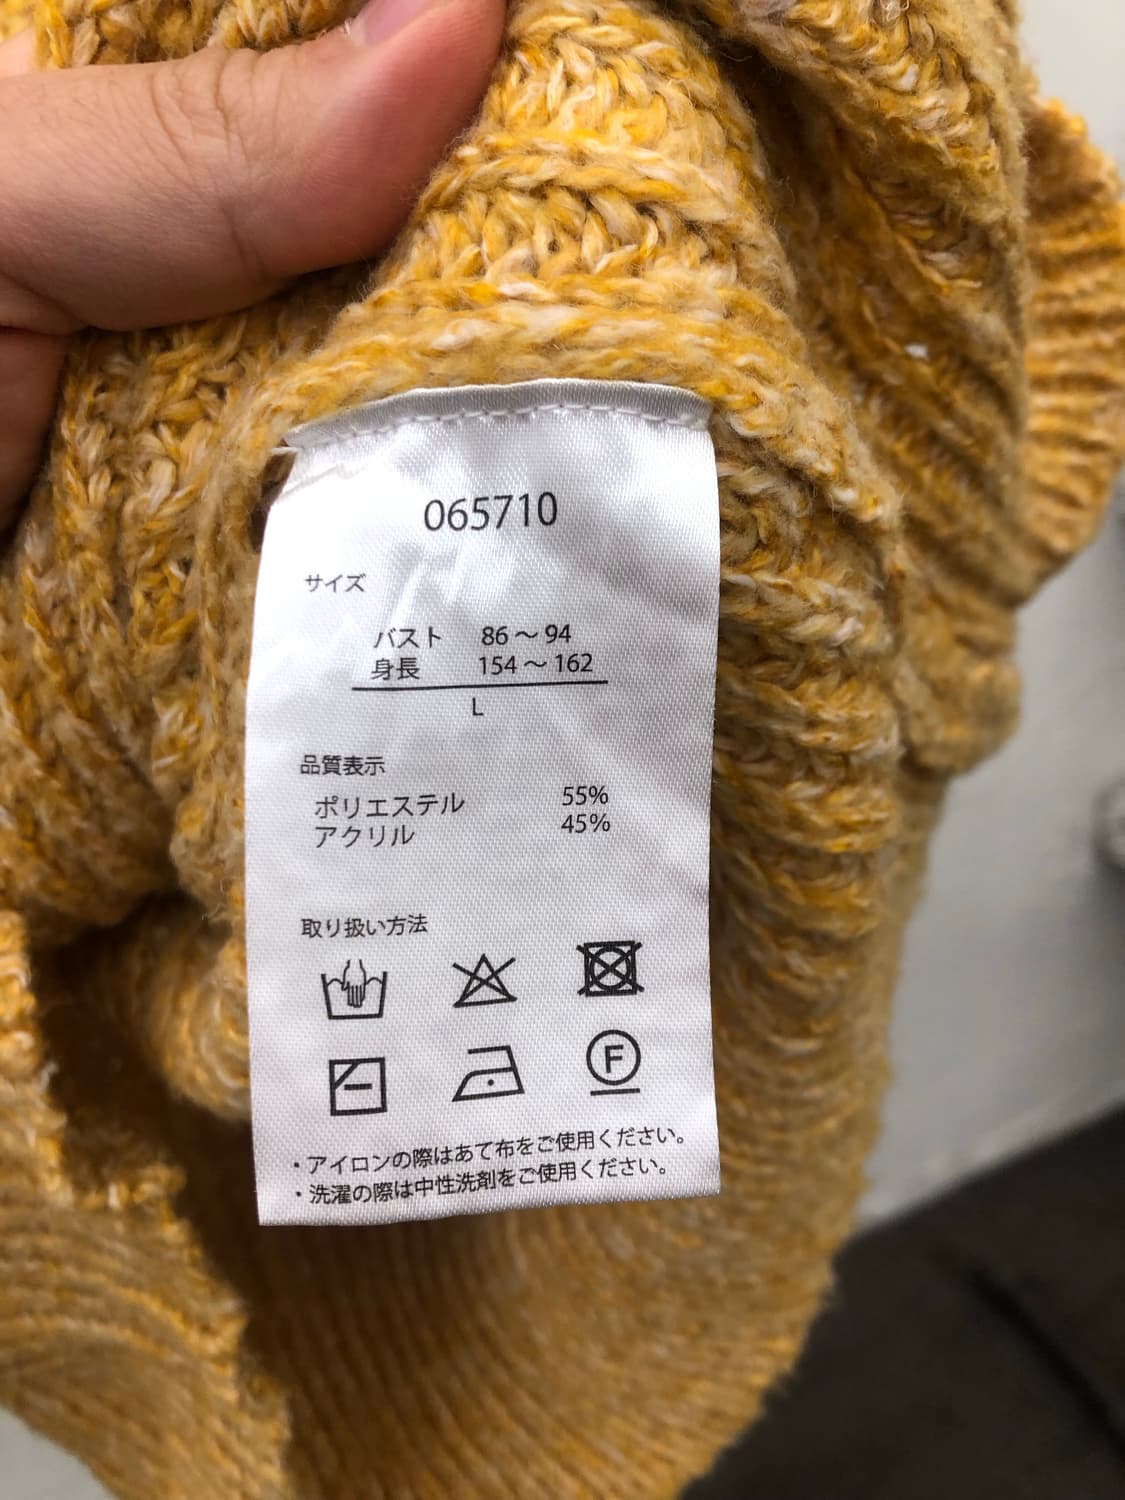 065710
サイズ
バスト 86～94
身長 154～162
L
品質表示
ポリエステル 55%
アクリル 45%
取り扱い方法
F
・アイロンの際はあて布をご使用ください。
・洗濯の際は中性洗剤をご使用ください。